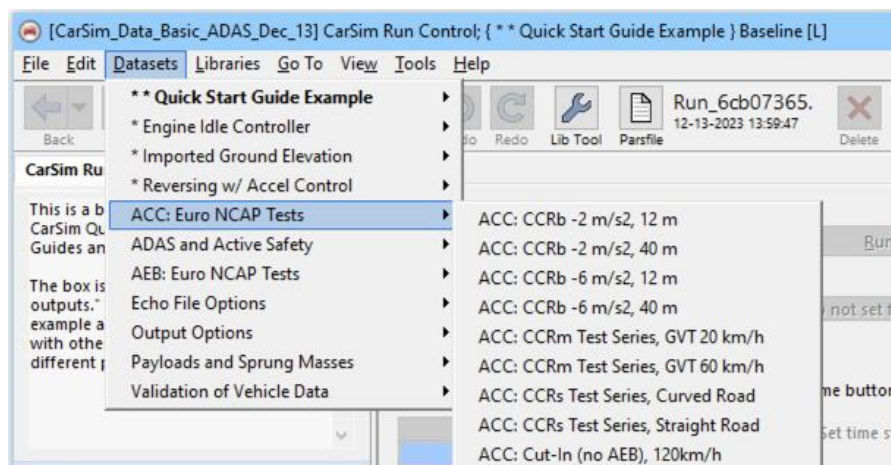 [CarSim_Data_Basic_ADAS_Dec_13] CarSim Run Control; { * * Quick Start Guide Example } Baseline [L]
File Edit Datasets Libraries Go To View Tools Help
Back
Redo
Lib Tool
Parsfile
Run_6cb07365.
12-13-2023 13:59:47
Delete
CarSim Ru
This is a b
CarSim Qu
Guides an
The box is
outputs."
example a
with othe
different p
* * Quick Start Guide Example
* Engine Idle Controller
* Imported Ground Elevation
* Reversing w/ Accel Control
ACC: Euro NCAP Tests
ADAS and Active Safety
AEB: Euro NCAP Tests
Echo File Options
Output Options
Payloads and Sprung Masses
Validation of Vehicle Data
ACC: CCRb -2 m/s2, 12 m
ACC: CCRb -2 m/s2, 40 m
ACC: CCRb -6 m/s2, 12 m
ACC: CCRb -6 m/s2, 40 m
ACC: CCRm Test Series, GVT 20 km/h
ACC: CCRm Test Series, GVT 60 km/h
ACC: CCRs Test Series, Curved Road
ACC: CCRs Test Series, Straight Road
ACC: Cut-In (no AEB), 120km/h
Run
not set f
me button
Set time s